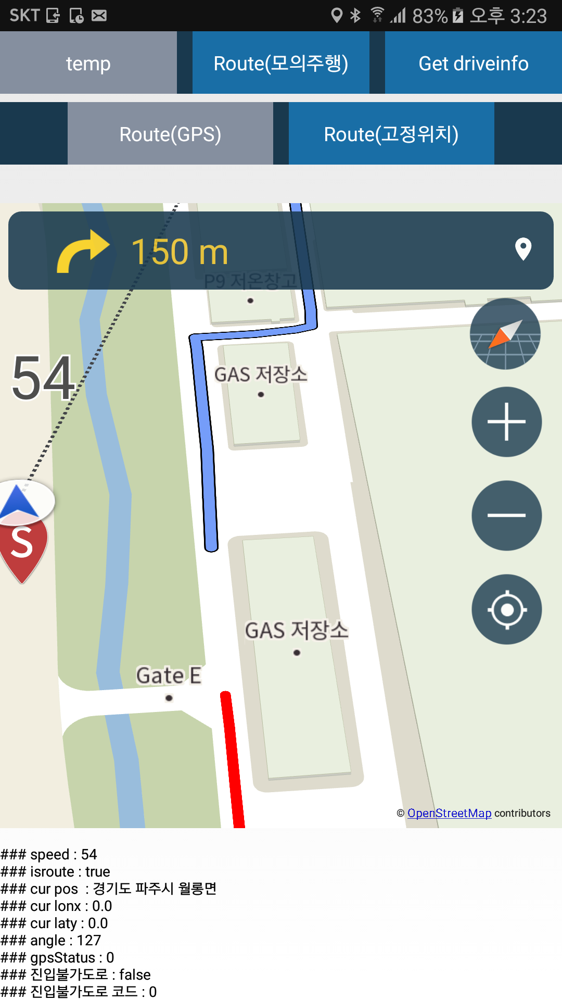 SKT 83% 오후 3:23
temp Route(모의주행) Get driveinfo
Route(GPS) Route(고정위치)
150 m
P9 저온창고
54
GAS 저장소
S
GAS 저장소
Gate E
© OpenStreetMap contributors
### speed : 54
### isroute : true
### cur pos  : 경기도 파주시 월롱면
### cur lonx : 0.0
### cur laty : 0.0
### angle : 127
### gpsStatus : 0
### 진입불가도로 : false
### 진입불가도로 코드 : 0